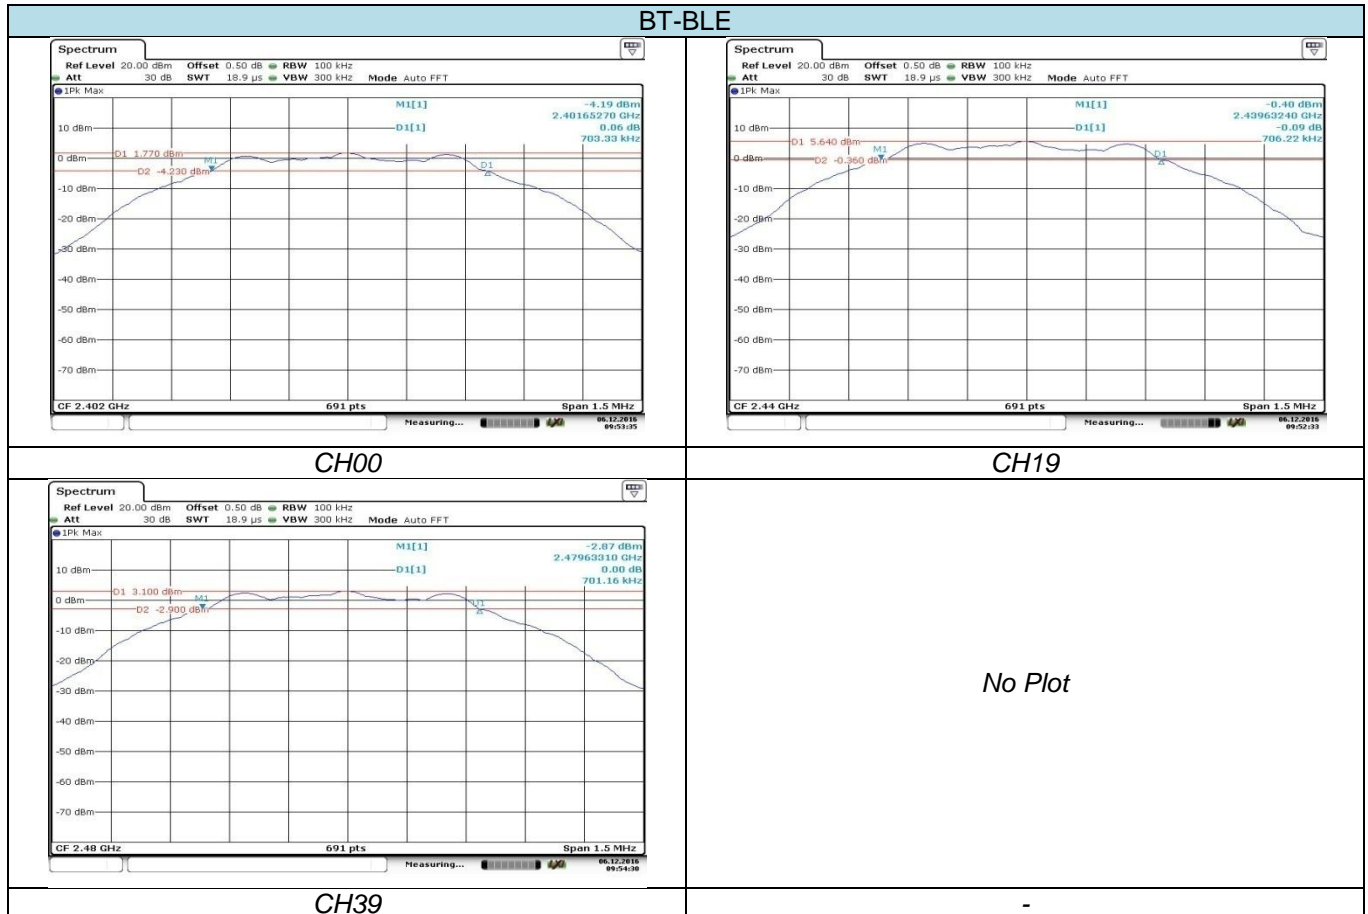 BT-BLE
Spectrum
Ref Level 20.00 dBm Offset 0.50 dB RBW 100 kHz
Att 30 dB SWT 18.9 µs VBW 300 kHz Mode Auto FFT
1Pk Max
M1[1] -4.19 dBm
2.40165270 GHz
10 dBm D1[1] 0.06 dB
703.33 kHz
D1 1.770 dBm
0 dBm M1 D1
D2 -4.230 dBm
-10 dBm
-20 dBm
-30 dBm
-40 dBm
-50 dBm
-60 dBm
-70 dBm
CF 2.402 GHz 691 pts Span 1.5 MHz
Measuring... 06.12.2016
09:53:35
CH00
Spectrum
Ref Level 20.00 dBm Offset 0.50 dB RBW 100 kHz
Att 30 dB SWT 18.9 µs VBW 300 kHz Mode Auto FFT
1Pk Max
M1[1] -0.40 dBm
2.43963240 GHz
10 dBm D1[1] -0.09 dB
706.22 kHz
D1 5.640 dBm
M1 D1
0 dBm D2 -0.360 dBm
-10 dBm
-20 dBm
-30 dBm
-40 dBm
-50 dBm
-60 dBm
-70 dBm
CF 2.44 GHz 691 pts Span 1.5 MHz
Measuring... 06.12.2016
09:52:33
CH19
Spectrum
Ref Level 20.00 dBm Offset 0.50 dB RBW 100 kHz
Att 30 dB SWT 18.9 µs VBW 300 kHz Mode Auto FFT
1Pk Max
M1[1] -2.87 dBm
2.47963310 GHz
10 dBm D1[1] 0.00 dB
701.16 kHz
D1 3.100 dBm
0 dBm M1 D1
D2 -2.900 dBm
-10 dBm
-20 dBm
-30 dBm
-40 dBm
-50 dBm
-60 dBm
-70 dBm
CF 2.48 GHz 691 pts Span 1.5 MHz
Measuring... 06.12.2016
09:54:30
CH39
No Plot
-